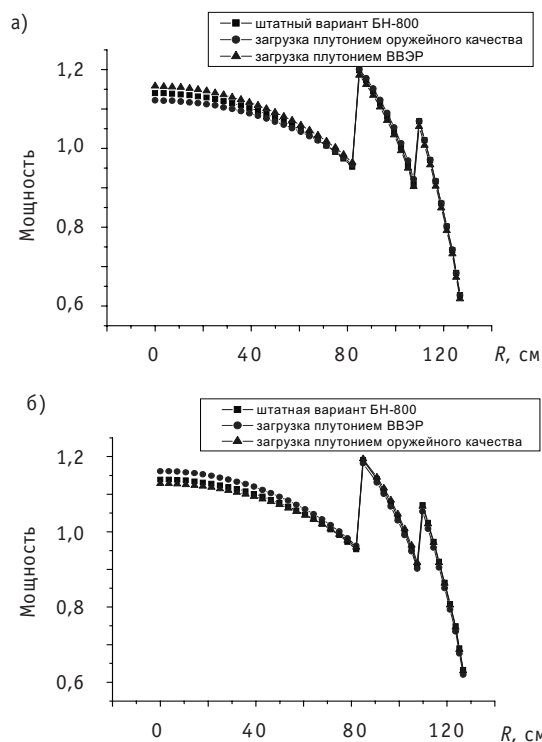 а)
штатный вариант БН-800
загрузка плутонием оружейного качества
загрузка плутонием ВВЭР
Мощность
1,2
1,0
0,8
0,6
0 40 80 120 R, см
б)
штатная вариант БН-800
загрузка плутонием ВВЭР
загрузка плутонием оружейного качества
Мощность
1,2
1,0
0,8
0,6
0 40 80 120
R, см